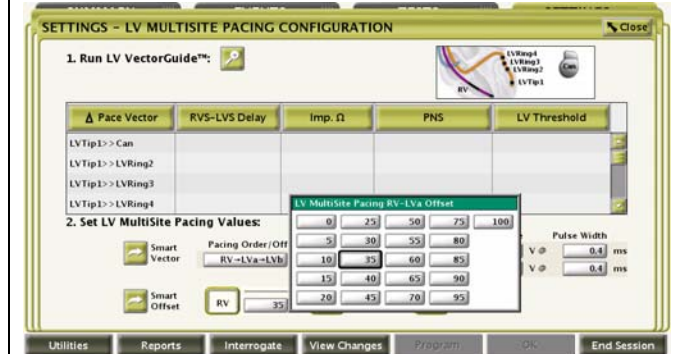 SETTINGS - LV MULTISITE PACING CONFIGURATION
Close
1. Run LV VectorGuide™:
LVRing4
LVRing3
LVRing2
LVTip1
RV
Can
Δ Pace Vector RVS-LVS Delay Imp. Ω PNS LV Threshold
LVTip1>>Can
LVTip1>>LVRing2
LVTip1>>LVRing3
LVTip1>>LVRing4
LV MultiSite Pacing RV-LVa Offset
0 25 50 75 100
5 30 55 80
10 35 60 85
15 40 65 90
20 45 70 95
2. Set LV MultiSite Pacing Values:
Smart Vector
Pacing Order/Off
RV→LVa→LVb
Pulse Width
V @ 0.4 ms
V @ 0.4 ms
Smart Offset
RV 35
Utilities Reports Interrogate View Changes Program OK End Session